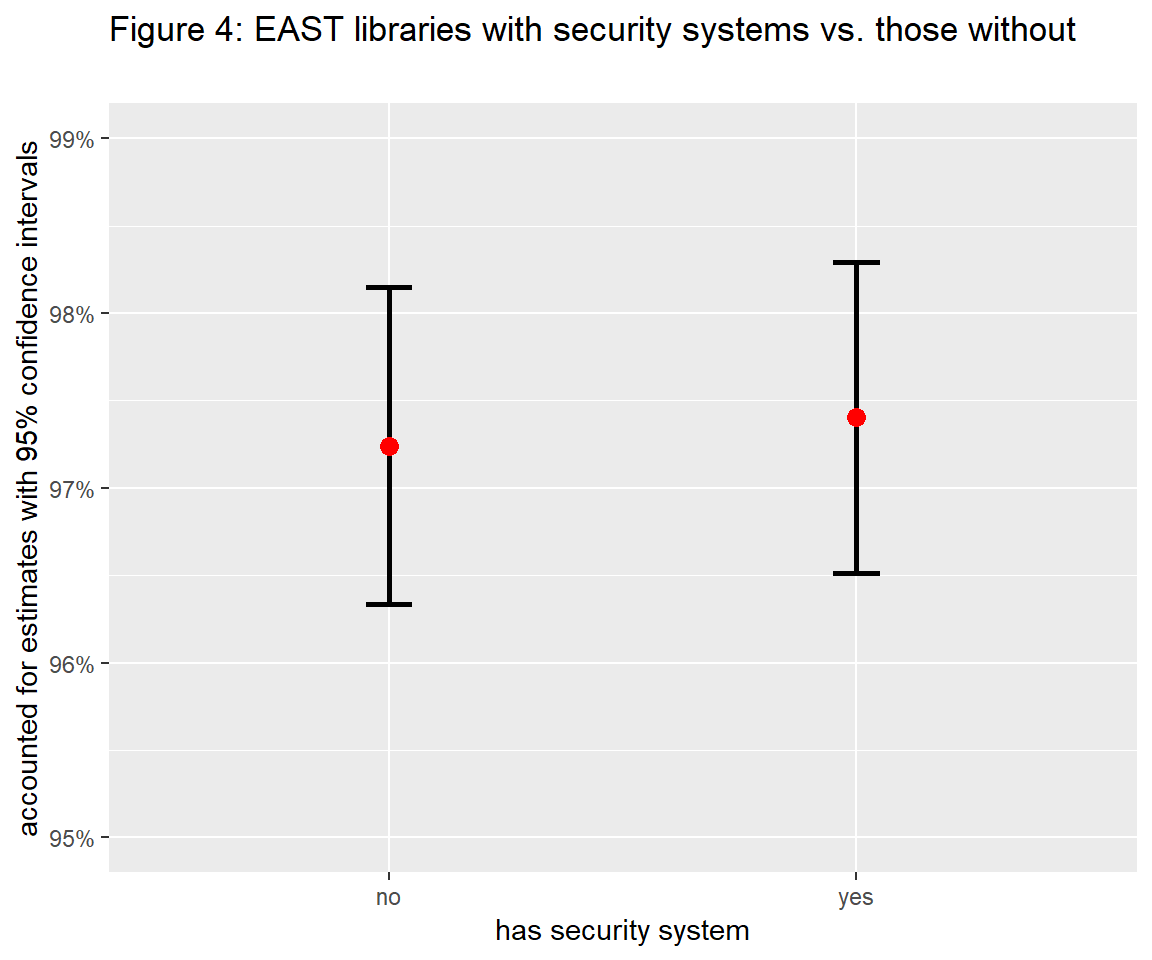 Figure 4: EAST libraries with security systems vs. those without
accounted for estimates with 95% confidence intervals
99%
98%
97%
96%
95%
no
yes
has security system